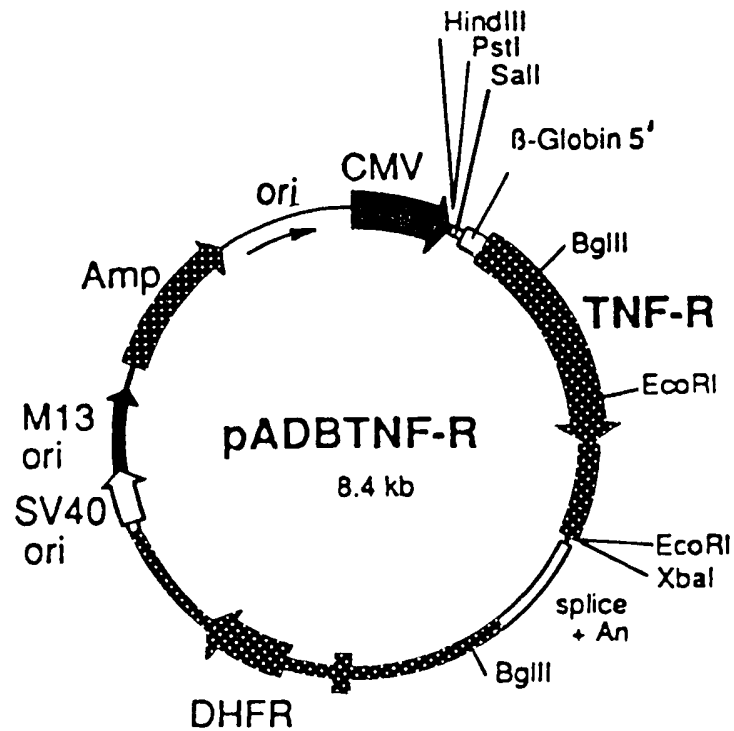 HindIII
PstI
SalI
ß-Globin 5'
CMV
ori
BglII
Amp
TNF-R
EcoRI
M13
ori
pADBTNF-R
8.4 kb
SV40
ori
EcoRI
XbaI
splice
+ An
BglII
DHFR